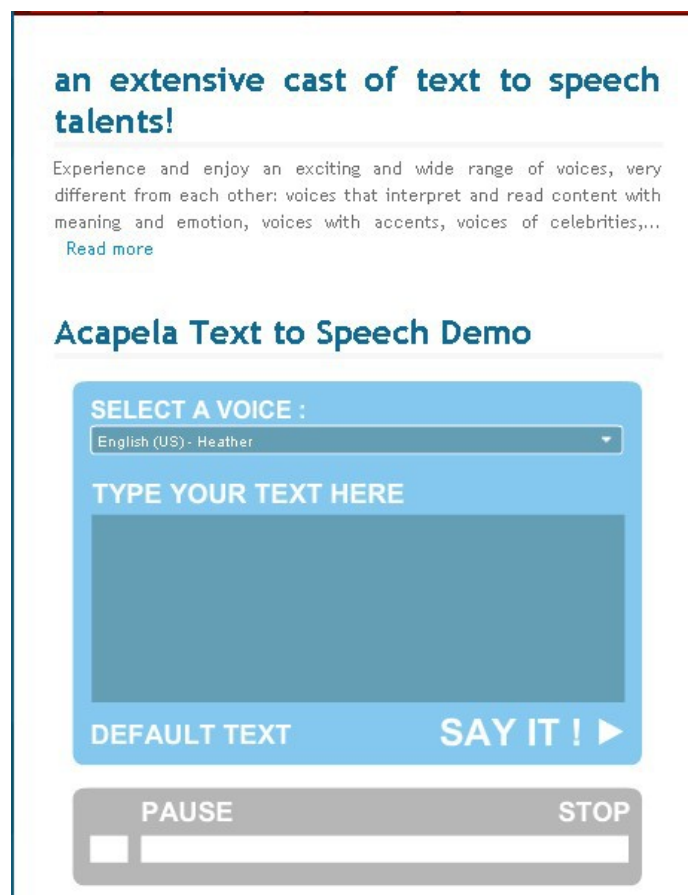 an extensive cast of text to speech
talents!
Experience and enjoy an exciting and wide range of voices, very
different from each other: voices that interpret and read content with
meaning and emotion, voices with accents, voices of celebrities,...
Read more
Acapela Text to Speech Demo
SELECT A VOICE :
English (US) - Heather
TYPE YOUR TEXT HERE
DEFAULT TEXT SAY IT !
PAUSE STOP